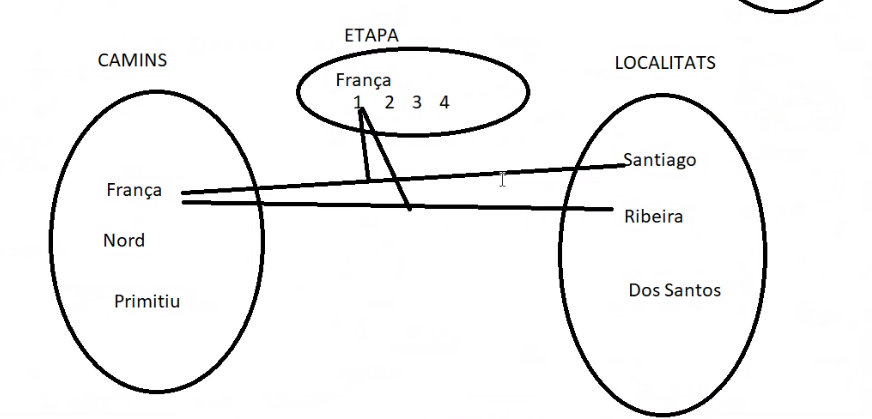 ETAPA
CAMINS
LOCALITATS
França
1 2 3 4
Santiago
França
Ribeira
Nord
Dos Santos
Primitiu